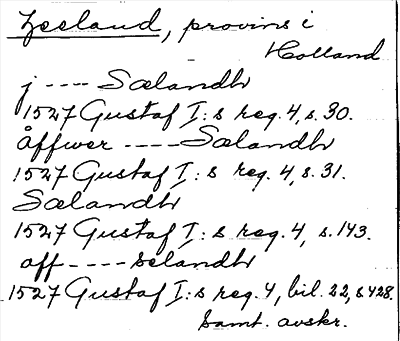 Zeeland, provins i
Holland
j ---- Sælandh
1527 Gustaf I:s reg. 4, s. 30.
åffwer ---- Sælandh
1527 Gustaf I:s reg. 4, s. 31.
Sælandh
1527 Gustaf I:s reg. 4, s. 143.
aff ---- Selandh
1527 Gustaf I:s reg. 4, bil. 22, s. 428.
Samt. avskr.